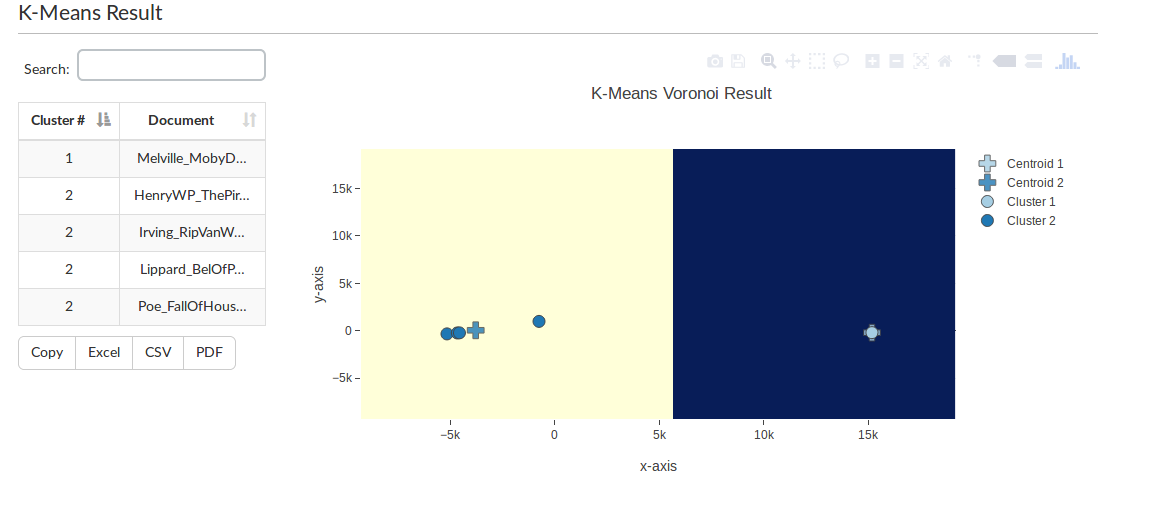 K-Means Result
Search:
Cluster # Document
1 Melville_MobyD...
2 HenryWP_ThePir...
2 Irving_RipVanW...
2 Lippard_BelOfP...
2 Poe_FallOfHous...
Copy Excel CSV PDF
K-Means Voronoi Result
15k
10k
5k
0
−5k
y-axis
−5k 0 5k 10k 15k
x-axis
Centroid 1
Centroid 2
Cluster 1
Cluster 2